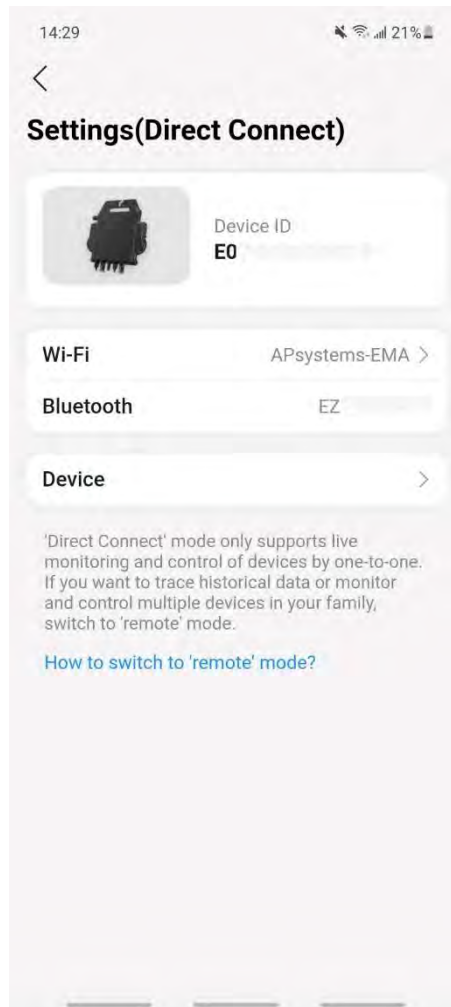 14:29 21%
Settings(Direct Connect)
Device ID
E0
Wi-Fi APsystems-EMA >
Bluetooth EZ
Device >
'Direct Connect' mode only supports live
monitoring and control of devices by one-to-one.
If you want to trace historical data or monitor
and control multiple devices in your family,
switch to 'remote' mode.
How to switch to 'remote' mode?